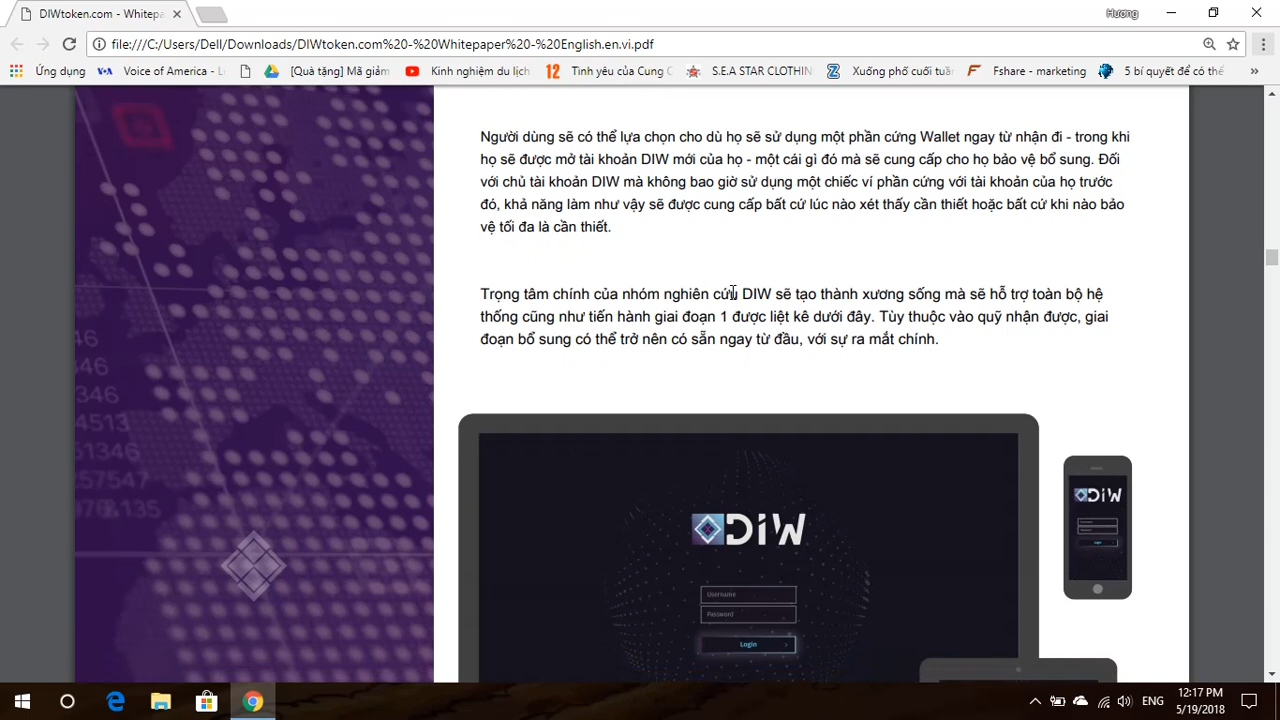 DIWtoken.com - Whitepa
Hương
file:///C:/Users/Dell/Downloads/DIWtoken.com%20-%20Whitepaper%20-%20English.en.vi.pdf
Ứng dụng
VOA
Voice of America - L
[Quà tặng] Mã giảm
Kinh nghiệm du lịch
12
Tình yêu của Cung C
S.E.A STAR CLOTHIN
Z
Xuống phố cuối tuần
F
Fshare - marketing
5 bí quyết để có thể
»
Người dùng sẽ có thể lựa chọn cho dù họ sẽ sử dụng một phần cứng Wallet ngay từ nhận đi - trong khi
họ sẽ được mở tài khoản DIW mới của họ - một cái gì đó mà sẽ cung cấp cho họ bảo vệ bổ sung. Đối
với chủ tài khoản DIW mà không bao giờ sử dụng một chiếc ví phần cứng với tài khoản của họ trước
đó, khả năng làm như vậy sẽ được cung cấp bất cứ lúc nào xét thấy cần thiết hoặc bất cứ khi nào bảo
vệ tối đa là cần thiết.
Trọng tâm chính của nhóm nghiên cứu DIW sẽ tạo thành xương sống mà sẽ hỗ trợ toàn bộ hệ
thống cũng như tiến hành giai đoạn 1 được liệt kê dưới đây. Tùy thuộc vào quỹ nhận được, giai
đoạn bổ sung có thể trở nên có sẵn ngay từ đầu, với sự ra mắt chính.
346
4513
51346
257547
976.135
DiW
Username
Password
Login
DiW
Login
ENG
12:17 PM
5/19/2018